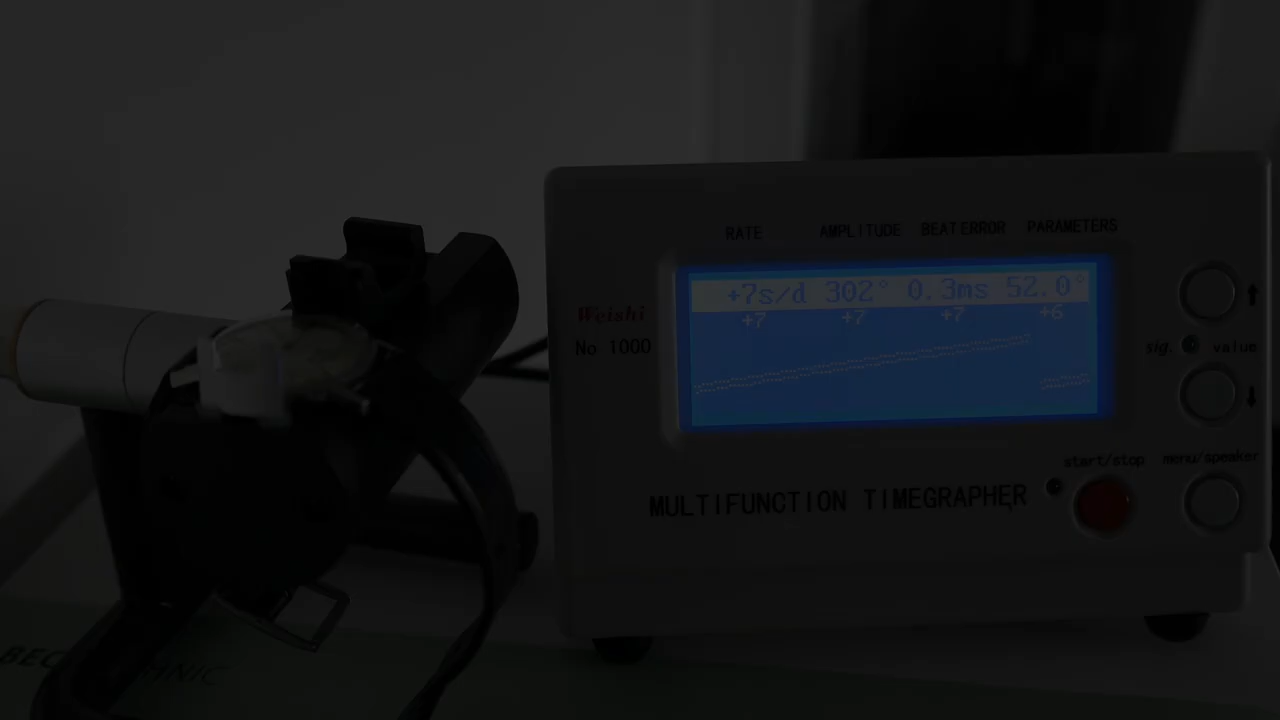 RATE AMPLITUDE BEAT ERROR PARAMETERS
+7s/d 302° 0.3ms 52.0°
+7 +7 +7 +6
Weishi
No 1000
sig. value
start/stop menu/speaker
MULTIFUNCTION TIMEGRAPHER